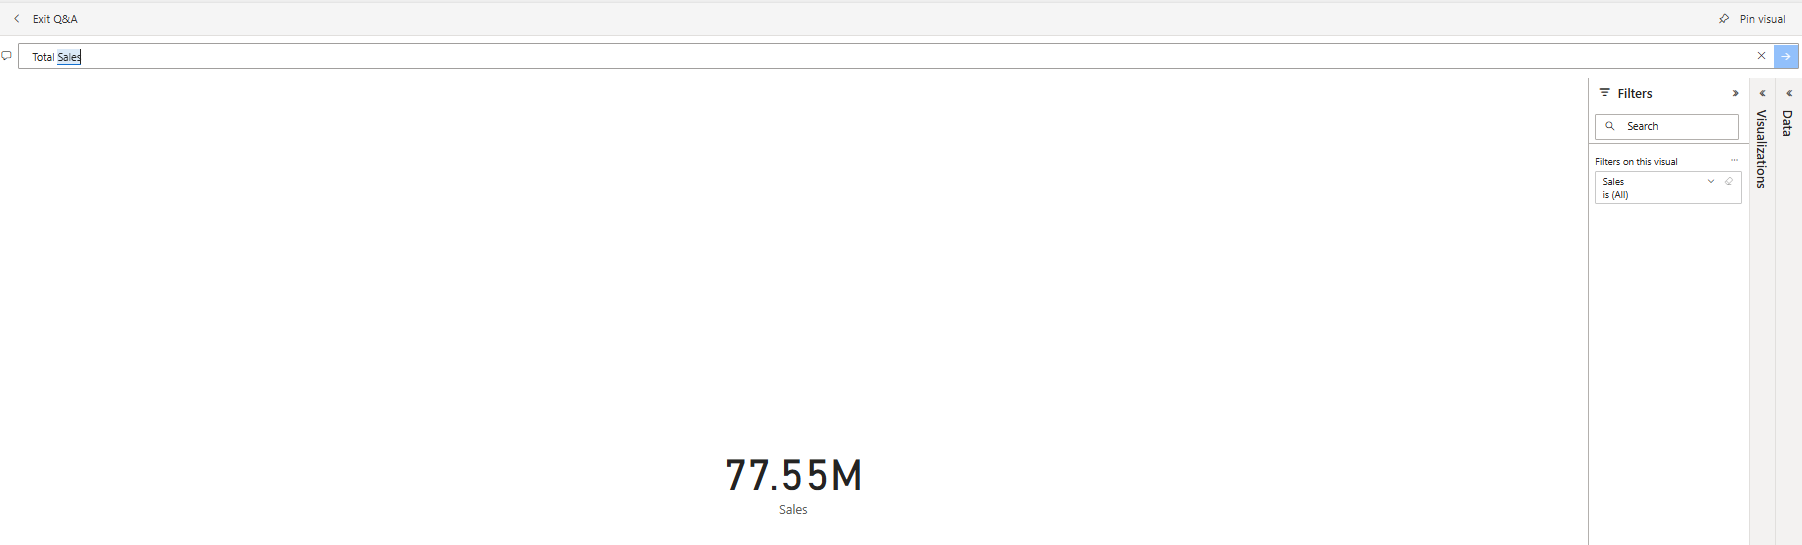 Exit Q&A
Pin visual
Total Sales
Filters
Search
Filters on this visual
Sales
is (All)
Visualizations
Data
77.55M
Sales